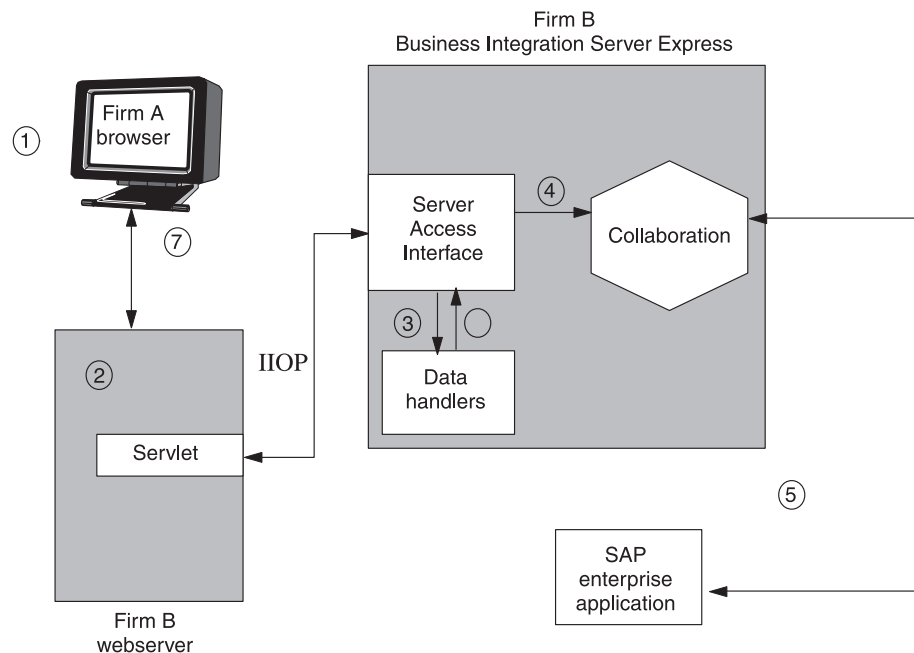 Firm B
Business Integration Server Express
Firm A
browser
1
7
4
Server
Access
Interface
Collaboration
3
Data
handlers
IIOP
2
Servlet
5
SAP
enterprise
application
Firm B
webserver